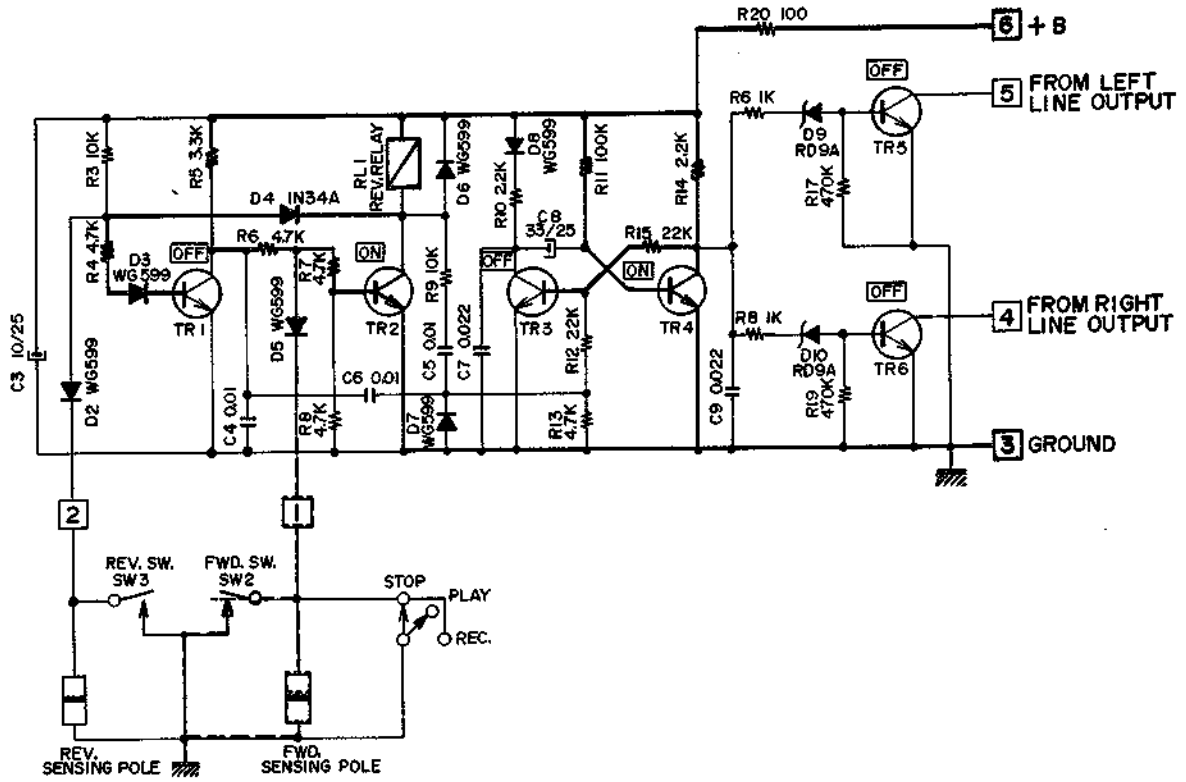 R20 100
6 + B
OFF
5 FROM LEFT
LINE OUTPUT
R6 1K
D9
RD9A
TR5
R17
470K
R3 10K
R5 3.3K
RL1
REV.RELAY
D6 WG599
D8
WG599
R10 2.2K
R11 100K
R14 2.2K
D4 1N34A
C8
33/25
R15 22K
R4 4.7K
D3
WG599
OFF
R6 4.7K
R7
4.7K
ON
R9 10K
OFF
ON
TR1
TR2
TR3
TR4
D5 WG599
C5 0.01
C7 0.022
R12 22K
OFF
4 FROM RIGHT
LINE OUTPUT
R8 1K
D10
RD9A
TR6
R19
470K
C9 0.022
C3 10/25
D2 WG599
C4 0.01
C6 0.01
R8
4.7K
D7
WG599
R13
4.7K
3 GROUND
2
1
REV. SW.
SW3
FWD. SW.
SW2
STOP
PLAY
REC.
REV.
SENSING POLE
FWD.
SENSING POLE